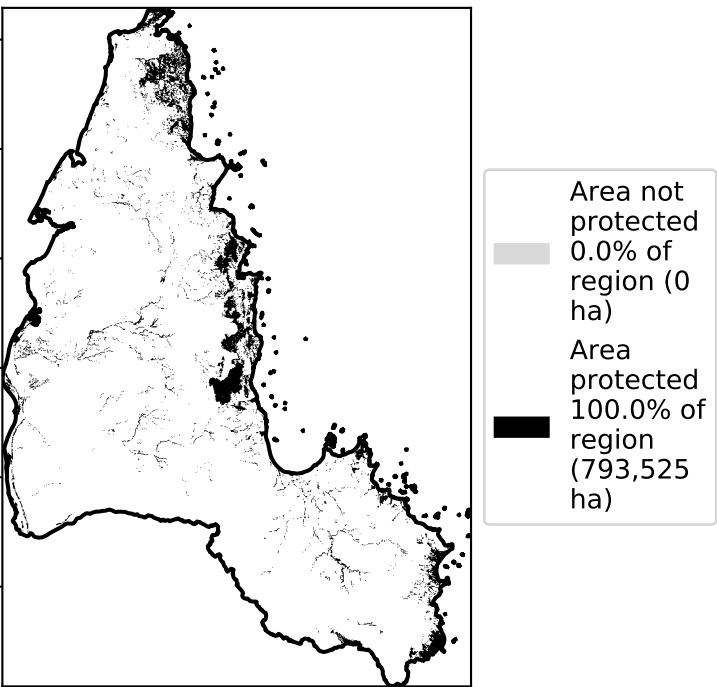 Area not
protected
0.0% of
region (0
ha)
Area
protected
100.0% of
region
(793,525
ha)